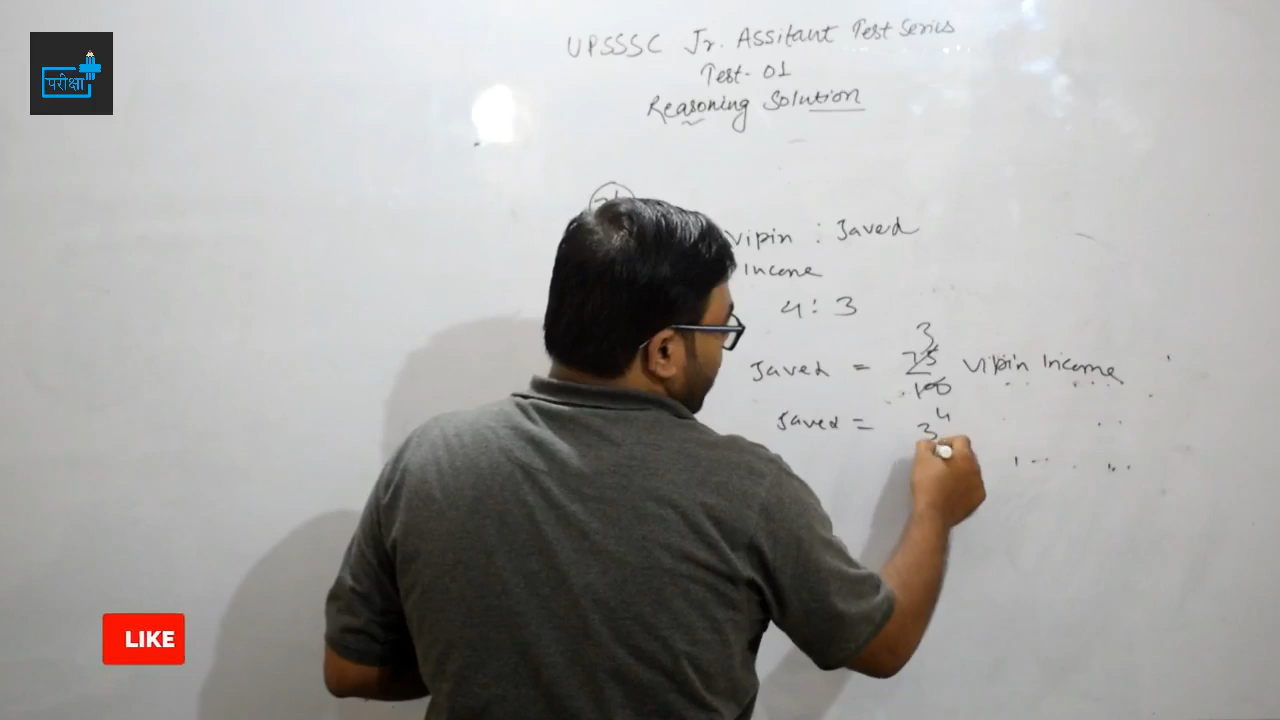 परीक्षा
UPSSSC Jr. Assitant Test Series
Test-01
Reasoning Solution
Vipin : Javed
Income
4 : 3
3
Javed = 25 Vipin Income
100
4
Javed = 3
LIKE